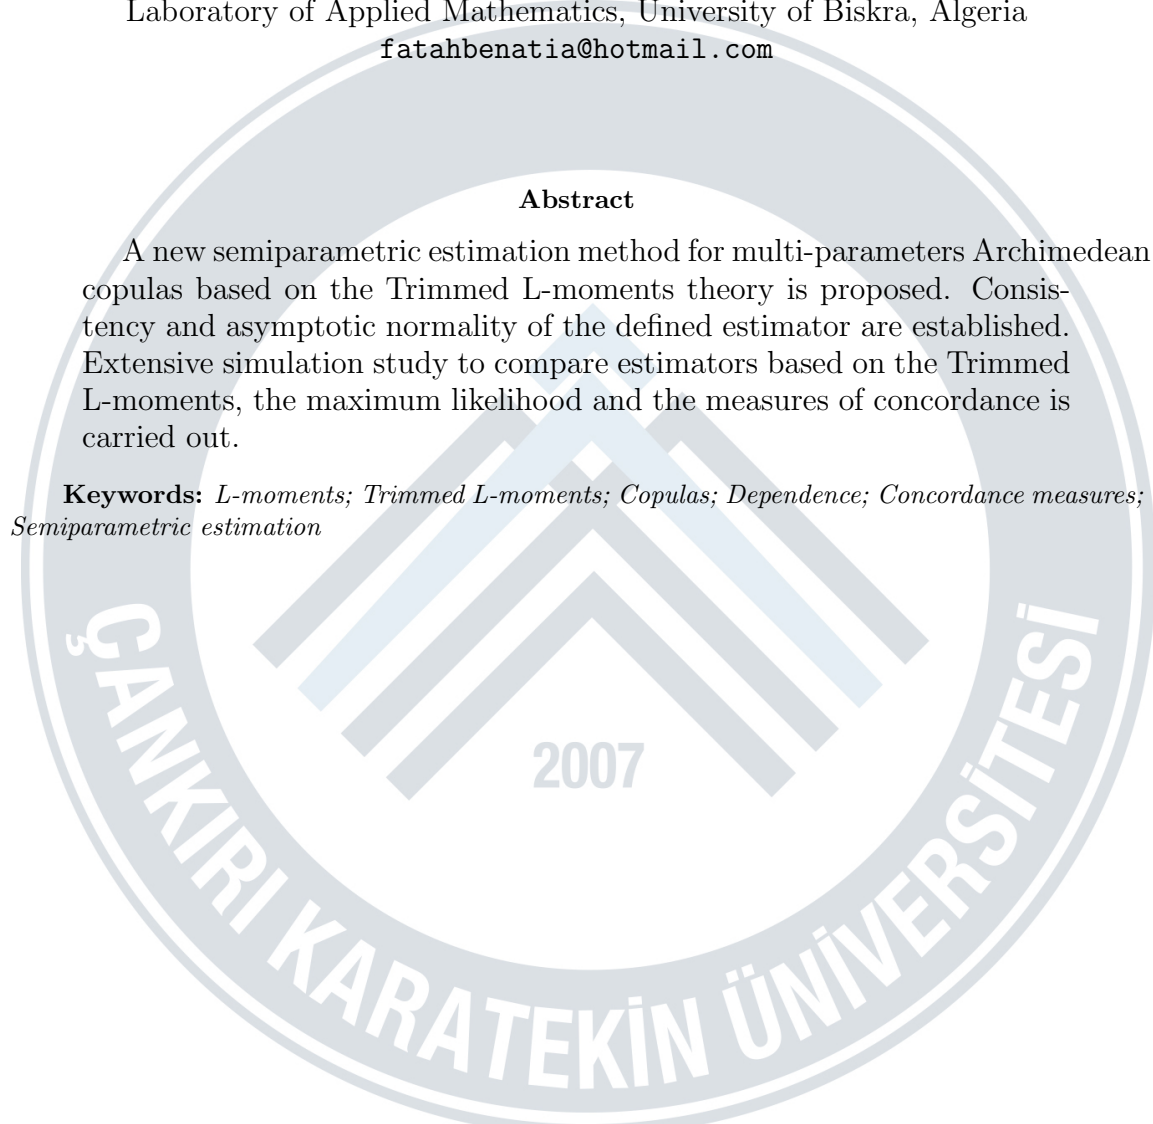 Laboratory of Applied Mathematics, University of Biskra, Algeria
fatahbenatia@hotmail.com
Abstract
A new semiparametric estimation method for multi-parameters Archimedean
copulas based on the Trimmed L-moments theory is proposed. Consis-
tency and asymptotic normality of the defined estimator are established.
Extensive simulation study to compare estimators based on the Trimmed
L-moments, the maximum likelihood and the measures of concordance is
carried out.
Keywords: L-moments; Trimmed L-moments; Copulas; Dependence; Concordance measures;
Semiparametric estimation
2007
ÇANKIRI KARATEKİN ÜNİVERSİTESİ